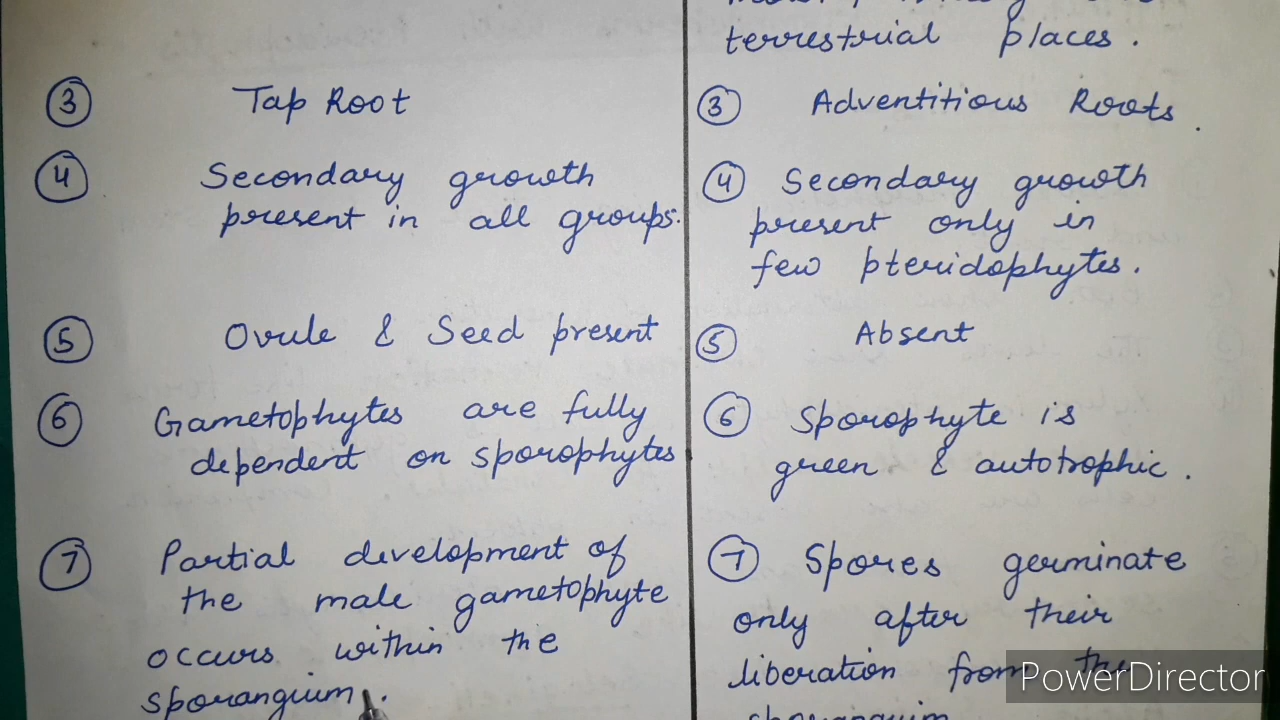 terrestrial places.
③ Tap Root
④ Secondary growth
present in all groups.
⑤ Ovule & Seed present
⑥ Gametophytes are fully
dependent on sporophytes
⑦ Partial development of
the male gametophyte
occurs within the
sporangium.
③ Adventitious Roots.
④ Secondary growth
present only in
few pteridophytes.
⑤ Absent
⑥ Sporophyte is
green & autotrophic.
⑦ Spores germinate
only after their
liberation from the
sporangium
PowerDirector